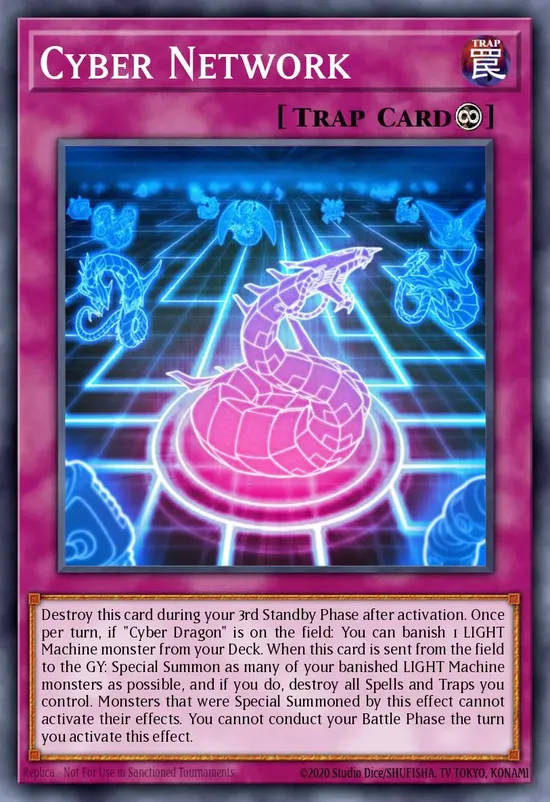 CYBER NETWORK
TRAP
罠
[ TRAP CARD ]
Destroy this card during your 3rd Standby Phase after activation. Once
per turn, if "Cyber Dragon" is on the field: You can banish 1 LIGHT
Machine monster from your Deck. When this card is sent from the field
to the GY: Special Summon as many of your banished LIGHT Machine
monsters as possible, and if you do, destroy all Spells and Traps you
control. Monsters that were Special Summoned by this effect cannot
activate their effects. You cannot conduct your Battle Phase the turn
you activate this effect.
Replica - Not For Use in Sanctioned Tournaments
©2020 Studio Dice/SHUEISHA, TV TOKYO, KONAMI